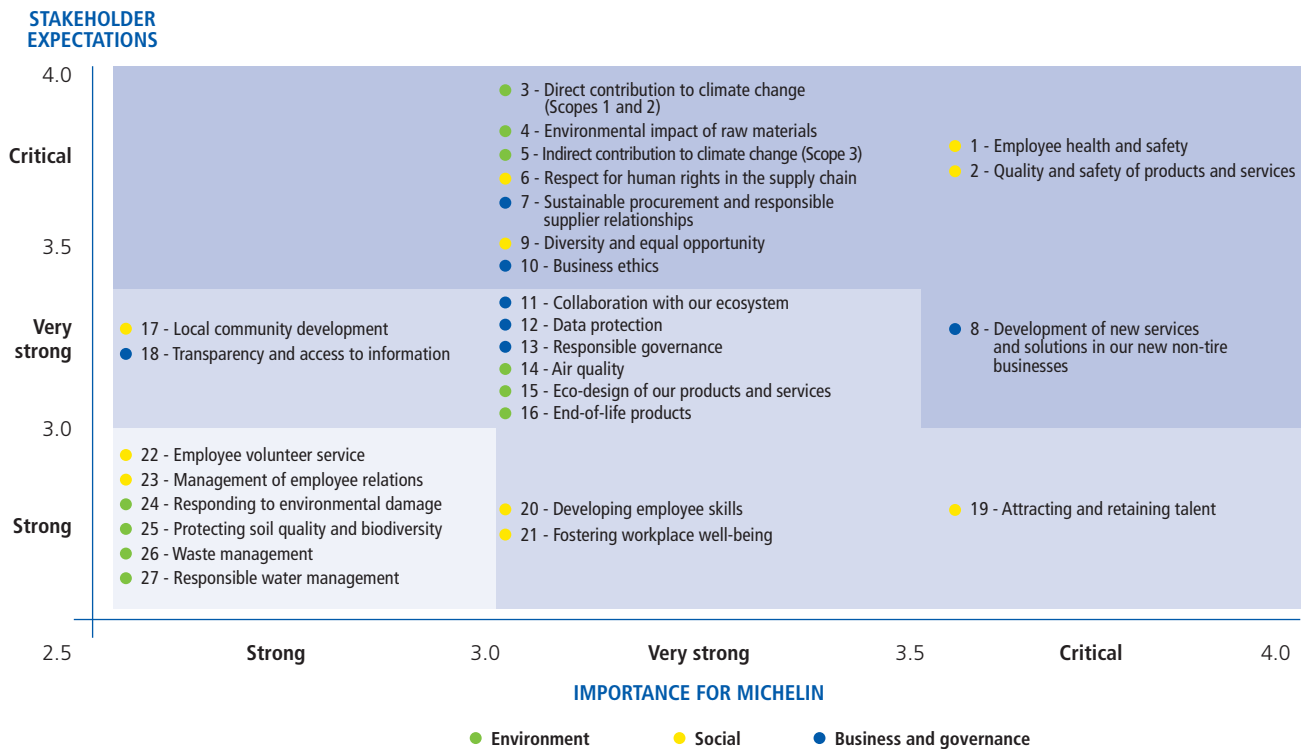 STAKEHOLDER
EXPECTATIONS
4.0
Critical
3.5
Very
strong
3.0
Strong
2.5
3 - Direct contribution to climate change
(Scopes 1 and 2)
4 - Environmental impact of raw materials
5 - Indirect contribution to climate change (Scope 3)
6 - Respect for human rights in the supply chain
7 - Sustainable procurement and responsible
supplier relationships
9 - Diversity and equal opportunity
10 - Business ethics
1 - Employee health and safety
2 - Quality and safety of products and services
17 - Local community development
18 - Transparency and access to information
11 - Collaboration with our ecosystem
12 - Data protection
13 - Responsible governance
14 - Air quality
15 - Eco-design of our products and services
16 - End-of-life products
8 - Development of new services
and solutions in our new non-tire
businesses
22 - Employee volunteer service
23 - Management of employee relations
24 - Responding to environmental damage
25 - Protecting soil quality and biodiversity
26 - Waste management
27 - Responsible water management
20 - Developing employee skills
21 - Fostering workplace well-being
19 - Attracting and retaining talent
Strong
3.0
Very strong
3.5
Critical
4.0
IMPORTANCE FOR MICHELIN
Environment
Social
Business and governance